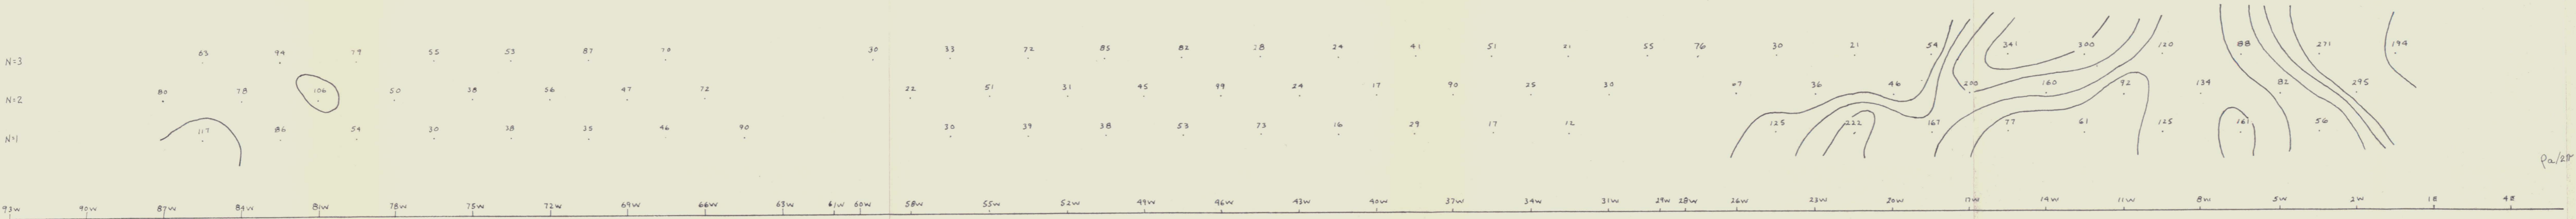 N=3 63 94 79 55 53 87 70 30 33 72 85 82 28 24 41 51 21 55 76 30 21 54 341 300 120 88 271 194
N=2 80 78 106 50 38 56 47 72 22 51 31 45 99 24 17 90 25 30 36 46 200 160 92 134 82 295
N=1 117 86 54 30 38 35 46 90 30 39 38 53 73 16 29 17 12 125 222 167 77 61 125 161 56
ρa/2π
93W 90W 87W 84W 81W 78W 75W 72W 69W 66W 63W 61W 60W 58W 55W 52W 49W 46W 43W 40W 37W 34W 31W 29W 28W 26W 23W 20W 17W 14W 11W 8W 5W 2W 1E 4E